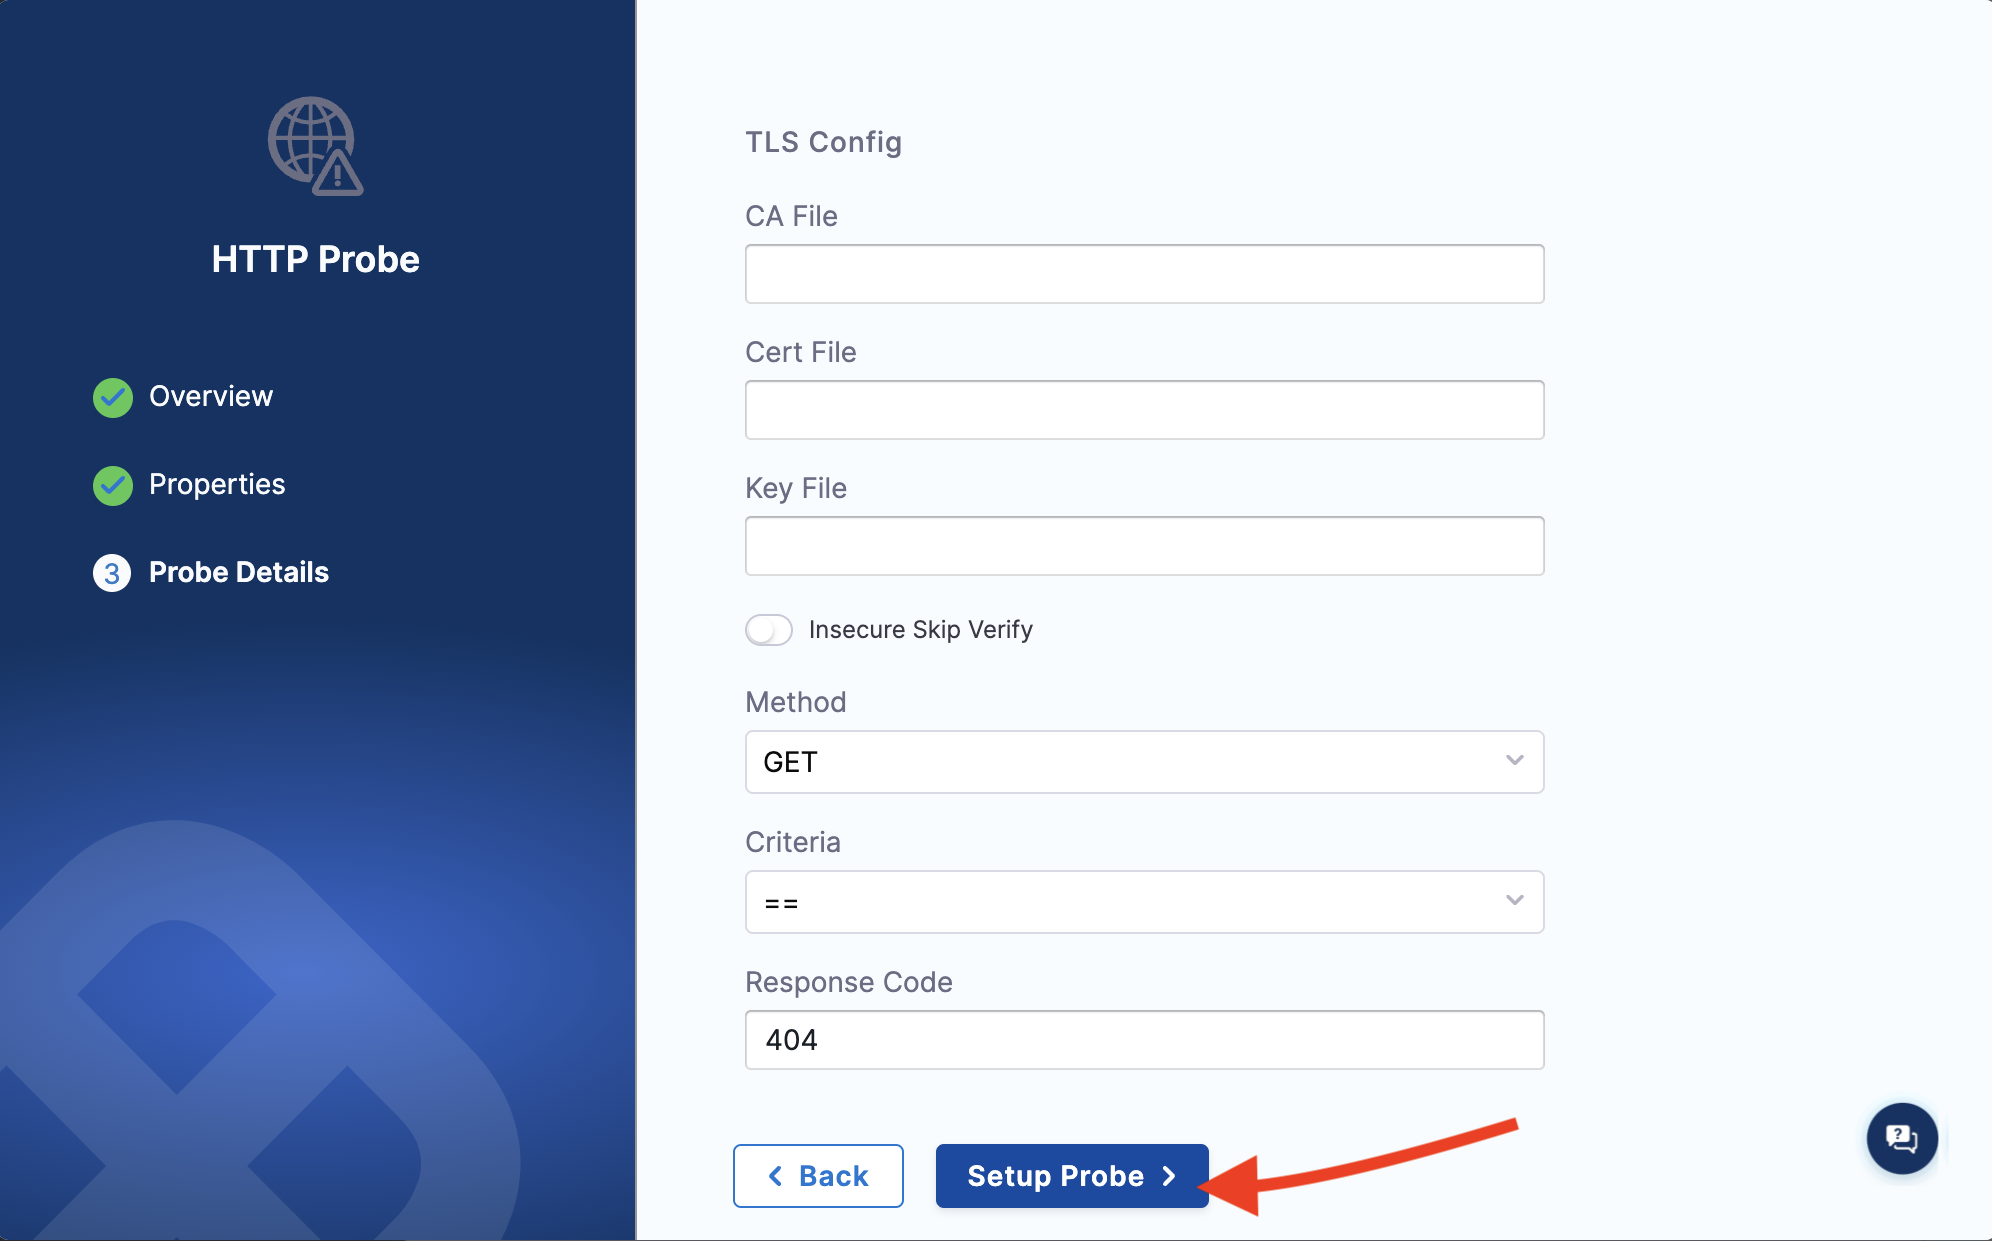 HTTP Probe
Overview
Properties
3 Probe Details
TLS Config
CA File
Cert File
Key File
Insecure Skip Verify
Method
GET
Criteria
==
Response Code
404
Back
Setup Probe
?